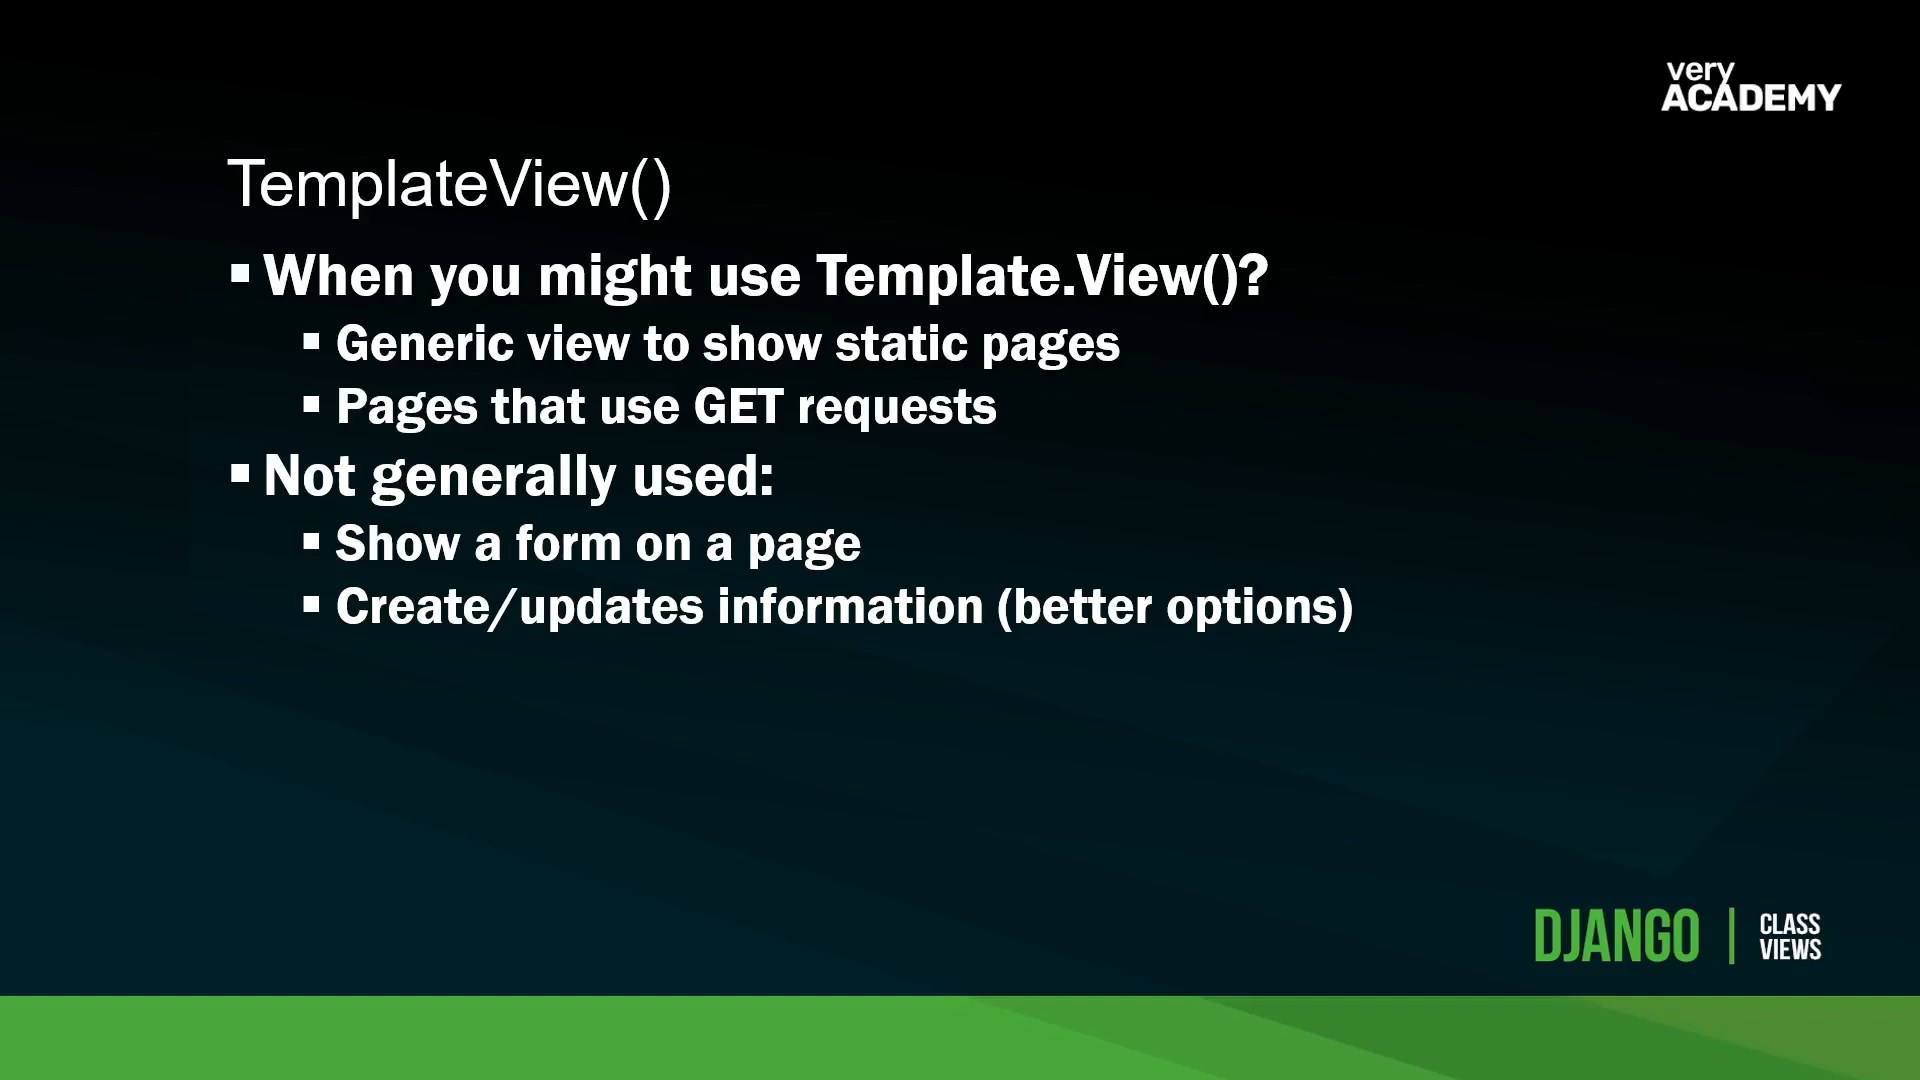 very
ACADEMY
TemplateView()
▪ When you might use Template.View()?
▪ Generic view to show static pages
▪ Pages that use GET requests
▪ Not generally used:
▪ Show a form on a page
▪ Create/updates information (better options)
DJANGO | CLASS
VIEWS